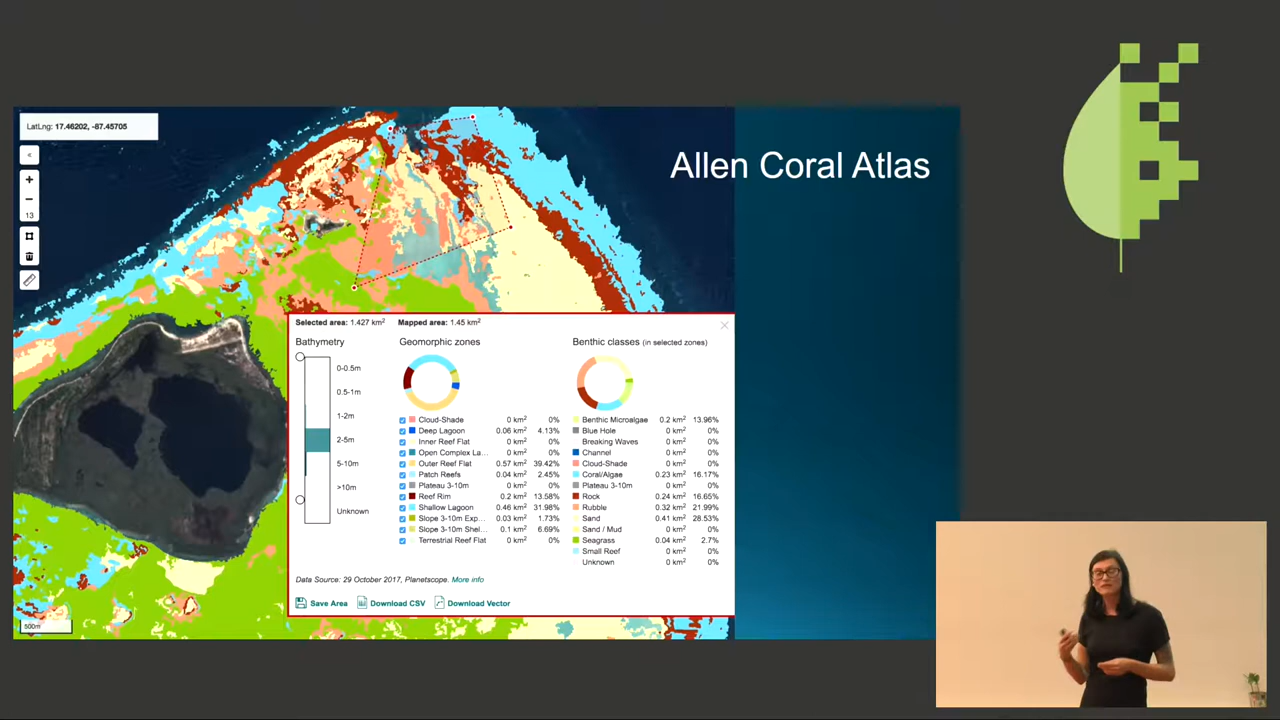 LatLng: 17.46202, -87.45705
<
+
−
13
Allen Coral Atlas
Selected area: 1.427 km² Mapped area: 1.45 km²
Bathymetry
0-0.5m
0.5-1m
1-2m
2-5m
5-10m
>10m
Unknown
Geomorphic zones
Cloud-Shade 0 km² 0%
Deep Lagoon 0.06 km² 4.13%
Inner Reef Flat 0 km² 0%
Open Complex La... 0 km² 0%
Outer Reef Flat 0.57 km² 39.42%
Patch Reefs 0.04 km² 2.45%
Plateau 3-10m 0 km² 0%
Reef Rim 0.2 km² 13.58%
Shallow Lagoon 0.46 km² 31.98%
Slope 3-10m Exp... 0.03 km² 1.73%
Slope 3-10m Shel... 0.1 km² 6.69%
Terrestrial Reef Flat 0 km² 0%
Benthic classes (in selected zones)
Benthic Microalgae 0.2 km² 13.96%
Blue Hole 0 km² 0%
Breaking Waves 0 km² 0%
Channel 0 km² 0%
Cloud-Shade 0 km² 0%
Coral/Algae 0.23 km² 16.17%
Plateau 3-10m 0 km² 0%
Rock 0.24 km² 16.65%
Rubble 0.32 km² 21.99%
Sand 0.41 km² 28.53%
Sand / Mud 0 km² 0%
Seagrass 0.04 km² 2.7%
Small Reef 0 km² 0%
Unknown 0 km² 0%
Data Source: 29 October 2017, Planetscope. More info
Save Area Download CSV Download Vector
500m